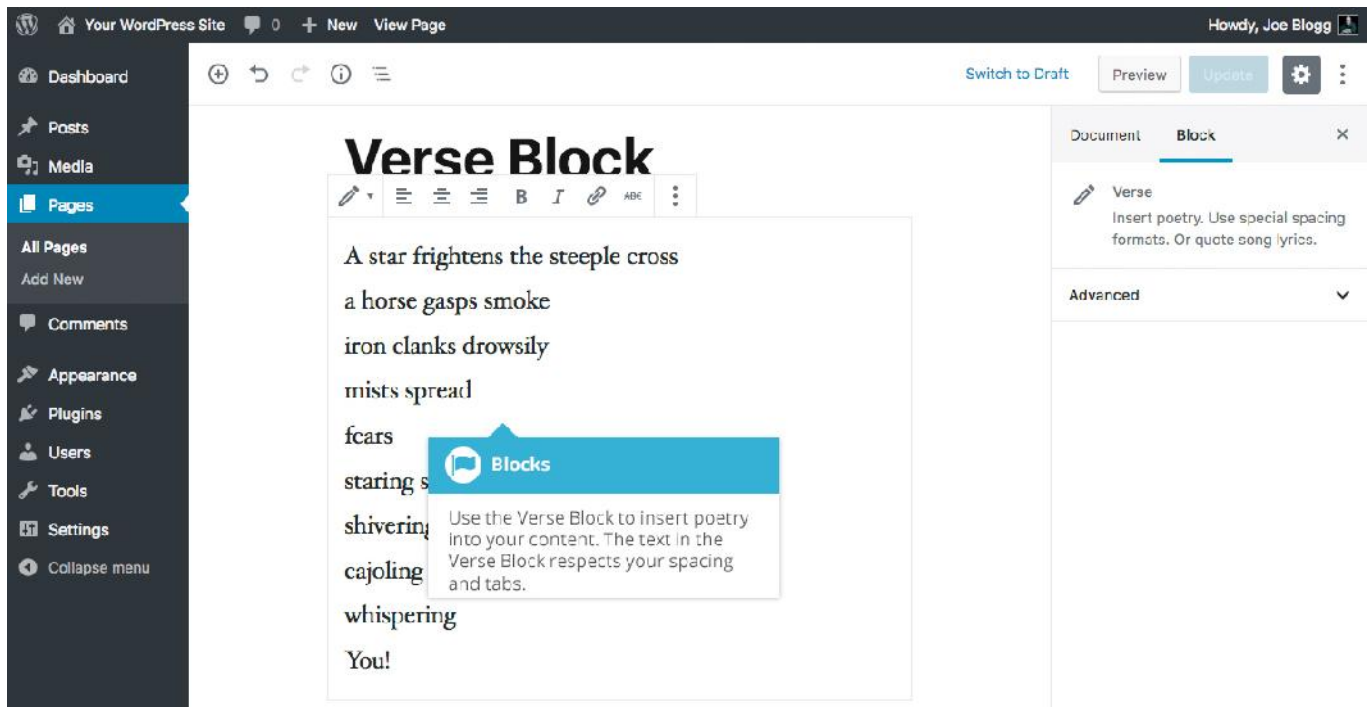 Your WordPress Site 0 New View Page Howdy, Joe Blogg
Dashboard
Posts
Media
Pages
All Pages
Add New
Comments
Appearance
Plugins
Users
Tools
Settings
Collapse menu
Switch to Draft Preview Update
Verse Block
B I ABC
A star frightens the steeple cross
a horse gasps smoke
iron clanks drowsily
mists spread
fears
staring
shivering
cajoling
whispering
You!
Blocks
Use the Verse Block to insert poetry
into your content. The text in the
Verse Block respects your spacing
and tabs.
Document Block
Verse
Insert poetry. Use special spacing
formats. Or quote song lyrics.
Advanced